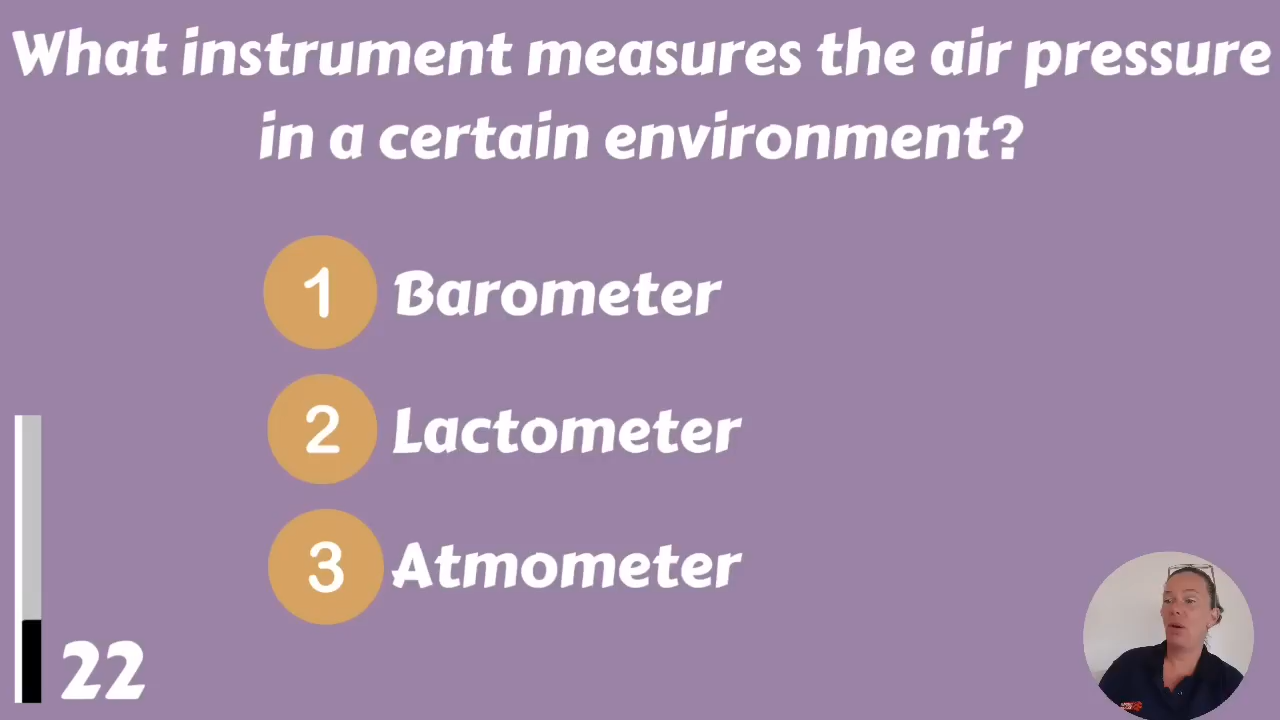 What instrument measures the air pressure
in a certain environment?
1 Barometer
2 Lactometer
3 Atmometer
22